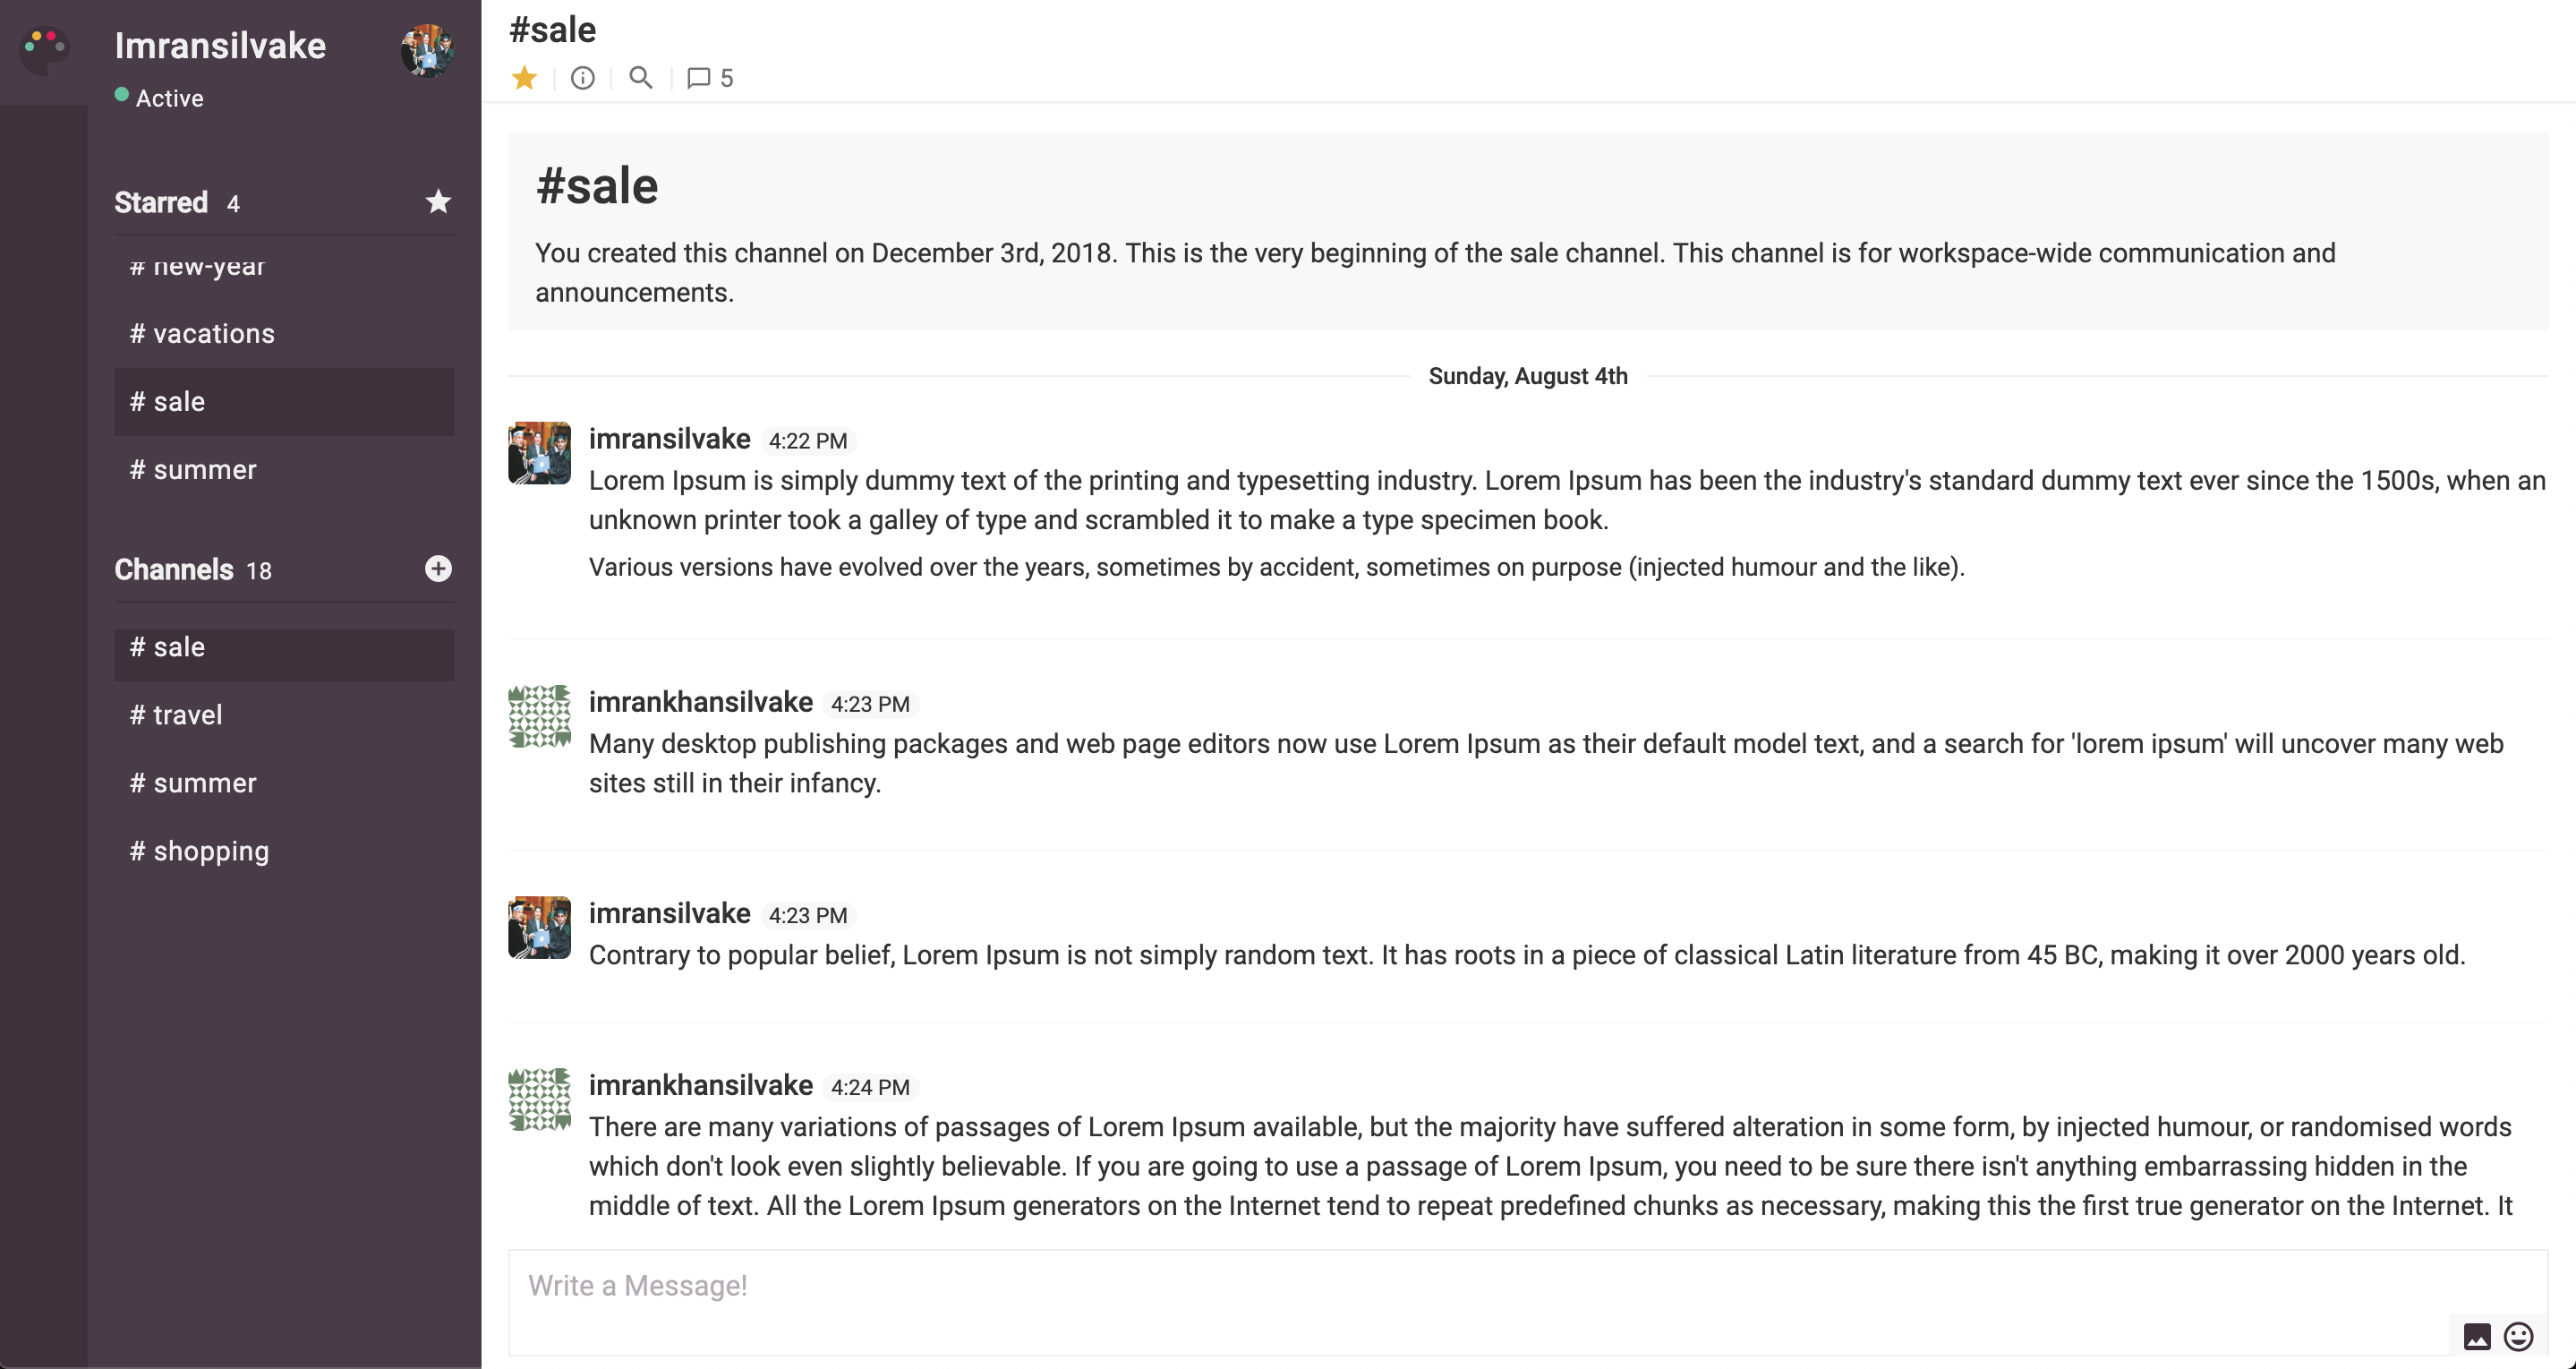 Imransilvake
Active
Starred 4
# new-year
# vacations
# sale
# summer
Channels 18
# sale
# travel
# summer
# shopping
#sale
5
#sale
You created this channel on December 3rd, 2018. This is the very beginning of the sale channel. This channel is for workspace-wide communication and
announcements.
Sunday, August 4th
imransilvake 4:22 PM
Lorem Ipsum is simply dummy text of the printing and typesetting industry. Lorem Ipsum has been the industry's standard dummy text ever since the 1500s, when an
unknown printer took a galley of type and scrambled it to make a type specimen book.
Various versions have evolved over the years, sometimes by accident, sometimes on purpose (injected humour and the like).
imrankhansilvake 4:23 PM
Many desktop publishing packages and web page editors now use Lorem Ipsum as their default model text, and a search for 'lorem ipsum' will uncover many web
sites still in their infancy.
imransilvake 4:23 PM
Contrary to popular belief, Lorem Ipsum is not simply random text. It has roots in a piece of classical Latin literature from 45 BC, making it over 2000 years old.
imrankhansilvake 4:24 PM
There are many variations of passages of Lorem Ipsum available, but the majority have suffered alteration in some form, by injected humour, or randomised words
which don't look even slightly believable. If you are going to use a passage of Lorem Ipsum, you need to be sure there isn't anything embarrassing hidden in the
middle of text. All the Lorem Ipsum generators on the Internet tend to repeat predefined chunks as necessary, making this the first true generator on the Internet. It
Write a Message!